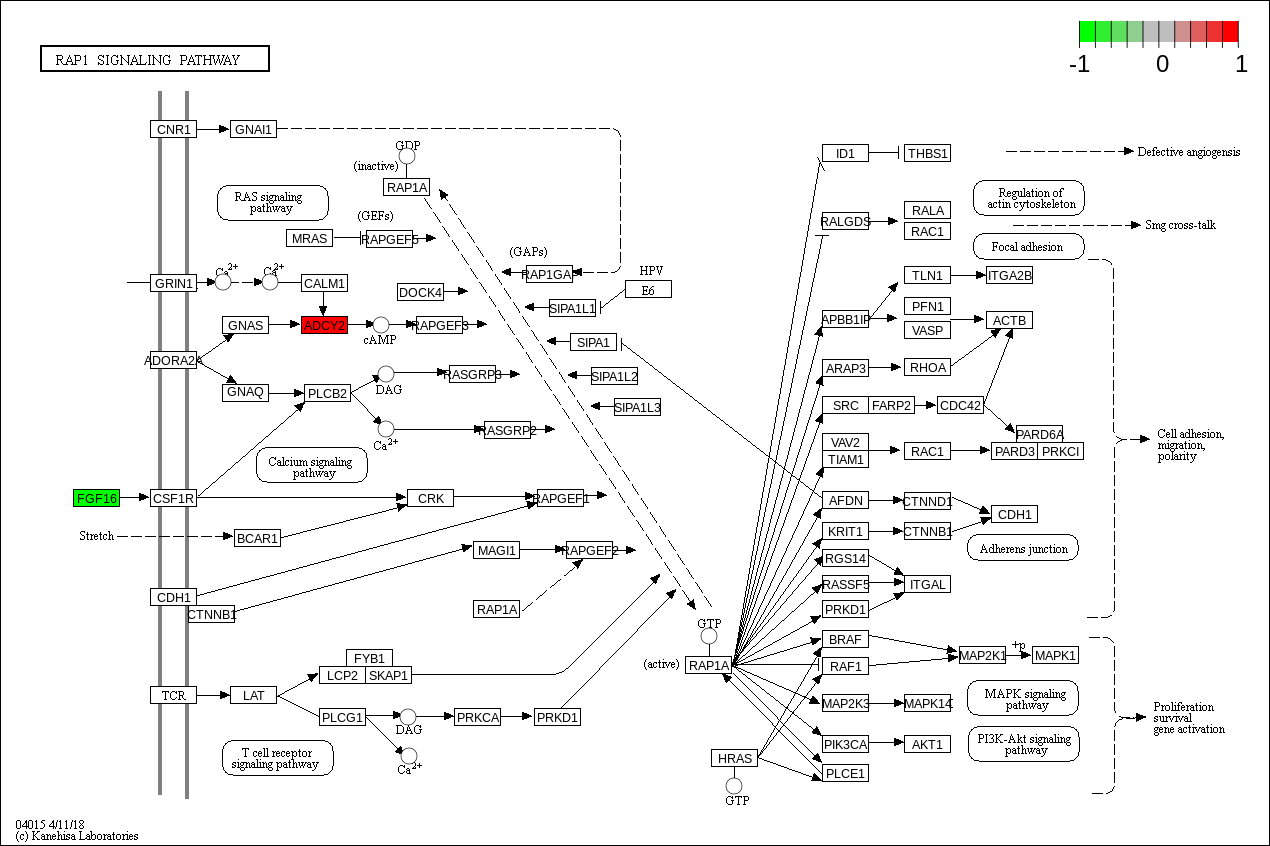 -1 0 1
RAP1 SIGNALING PATHWAY
CNR1
GNAI1
GDP
(inactive)
RAP1A
RAS signaling
pathway
(GEFs)
MRAS
RAPGEF5
(GAPs)
RAP1GA
HPV
E6
GRIN1
Ca2+
Ca2+
CALM1
DOCK4
SIPA1L1
GNAS
ADCY2
cAMP
RAPGEF3
SIPA1
ADORA2A
GNAQ
PLCB2
DAG
RASGRP3
SIPA1L2
SIPA1L3
Ca2+
RASGRP2
Calcium signaling
pathway
FGF16
CSF1R
CRK
RAPGEF1
Stretch
BCAR1
MAGI1
RAPGEF2
CDH1
CTNNB1
RAP1A
GTP
(active)
RAP1A
FYB1
LCP2
SKAP1
TCR
LAT
PLCG1
DAG
PRKCA
PRKD1
Ca2+
T cell receptor
signaling pathway
HRAS
GTP
ID1
THBS1
Defective angiogensis
Regulation of
actin cytoskeleton
RALGDS
RALA
RAC1
Smg cross-talk
Focal adhesion
TLN1
ITGA2B
APBB1IP
PFN1
VASP
ACTB
ARAP3
RHOA
SRC
FARP2
CDC42
PARD6A
PARD3
PRKCI
VAV2
TIAM1
RAC1
Cell adhesion,
migration,
polarity
AFDN
CTNND1
CDH1
KRIT1
CTNNB1
Adherens junction
RGS14
RASSF5
ITGAL
PRKD1
BRAF
RAF1
MAP2K1
+p
MAPK1
MAP2K3
MAPK14
MAPK signaling
pathway
PIK3CA
AKT1
PI3K-Akt signaling
pathway
PLCE1
Proliferation
survival
gene activation
04015 4/11/18
(c) Kanehisa Laboratories